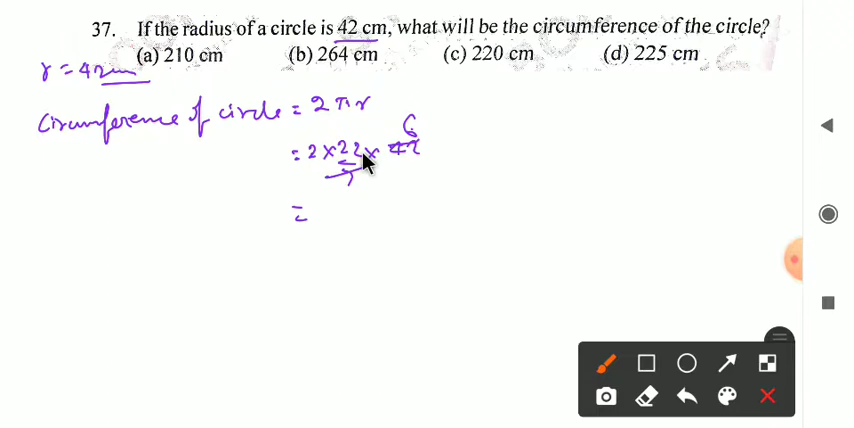 37. If the radius of a circle is 42 cm, what will be the circumference of the circle?
(a) 210 cm (b) 264 cm (c) 220 cm (d) 225 cm
r = 42cm
Circumference of circle = 2πr
= 2 × 22/7 × 42 6
=